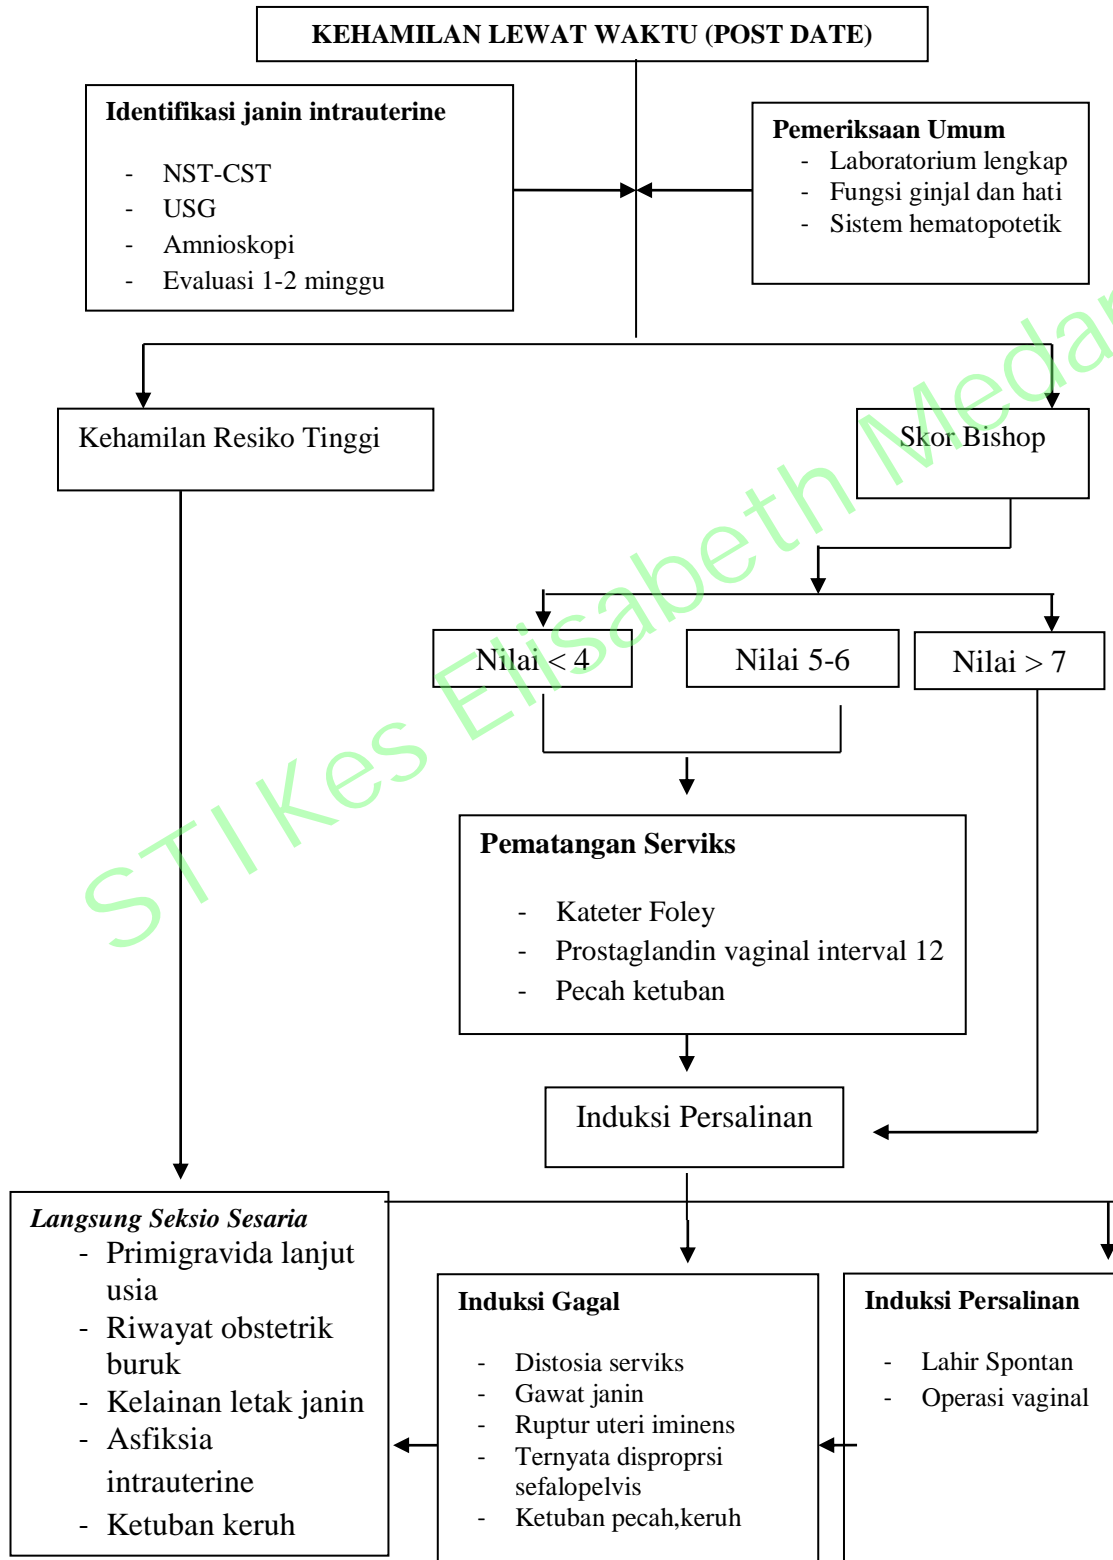 KEHAMILAN LEWAT WAKTU (POST DATE)
Identifikasi janin intrauterine
- NST-CST
- USG
- Amnioskopi
- Evaluasi 1-2 minggu
Pemeriksaan Umum
- Laboratorium lengkap
- Fungsi ginjal dan hati
- Sistem hematopotetik
Kehamilan Resiko Tinggi
Skor Bishop
Nilai < 4
Nilai 5-6
Nilai > 7
Pematangan Serviks
- Kateter Foley
- Prostaglandin vaginal interval 12
- Pecah ketuban
Induksi Persalinan
Langsung Seksio Sesaria
- Primigravida lanjut
usia
- Riwayat obstetrik
buruk
- Kelainan letak janin
- Asfiksia
intrauterine
- Ketuban keruh
Induksi Gagal
- Distosia serviks
- Gawat janin
- Ruptur uteri iminens
- Ternyata disproprsi
sefalopelvis
- Ketuban pecah,keruh
Induksi Persalinan
- Lahir Spontan
- Operasi vaginal
STIKes Elisabeth Medan